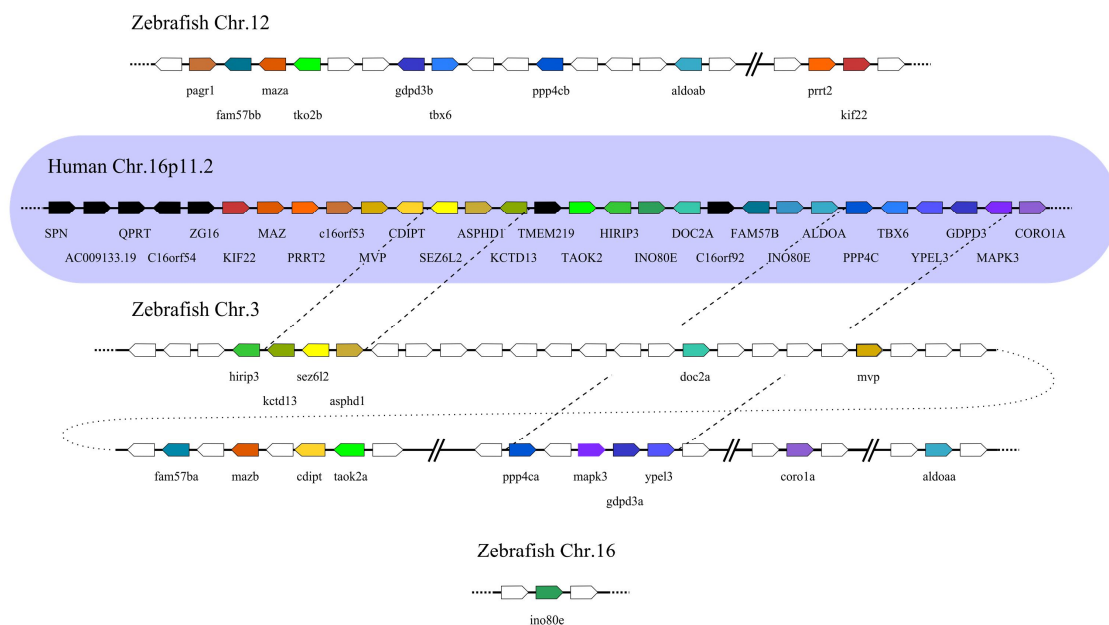 Zebrafish Chr.12
pagr1 maza gdpd3b ppp4cb aldoab prrt2
fam57bb tko2b tbx6 kif22
Human Chr.16p11.2
SPN QPRT ZG16 MAZ c16orf53 CDIPT ASPHD1 TMEM219 HIRIP3 DOC2A FAM57B ALDOA TBX6 GDPD3 CORO1A
AC009133.19 C16orf54 KIF22 PRRT2 MVP SEZ6L2 KCTD13 TAOK2 INO80E C16orf92 INO80E PPP4C YPEL3 MAPK3
Zebrafish Chr.3
hirip3 sez6l2 doc2a mvp
kctd13 asphd1
fam57ba mazb cdipt taok2a ppp4ca mapk3 ypel3 coro1a aldoaa
gdpd3a
Zebrafish Chr.16
ino80e